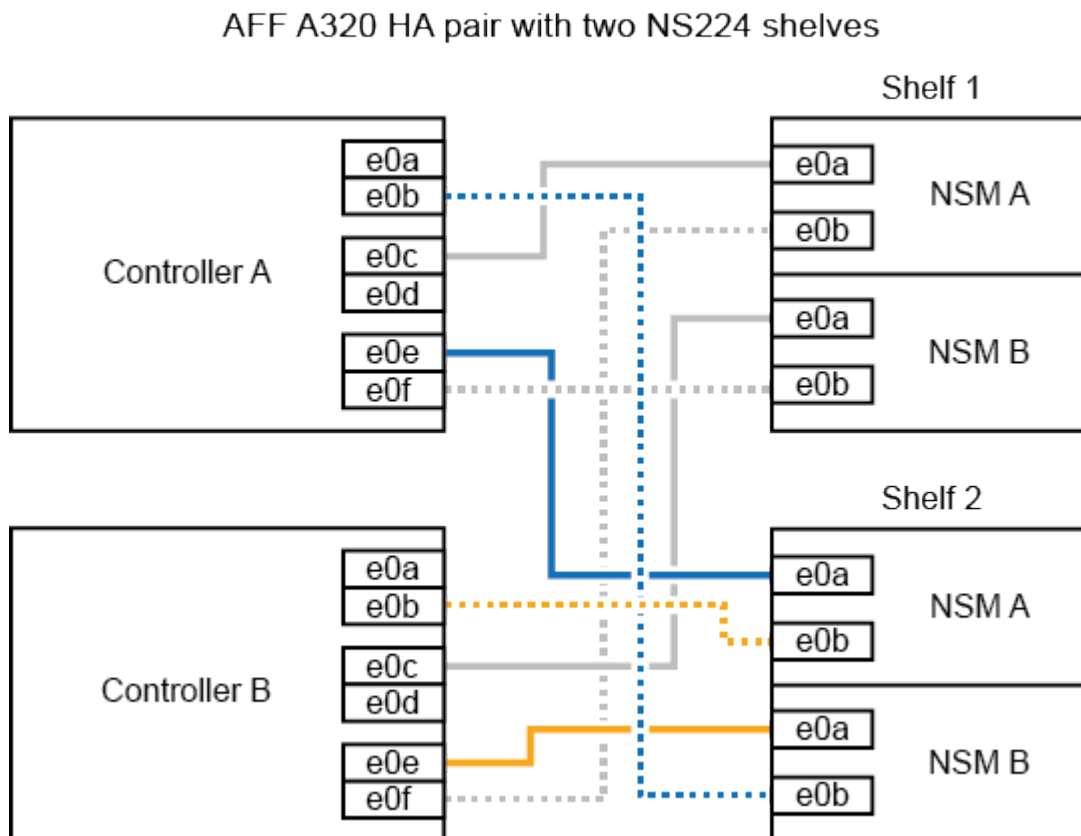 AFF A320 HA pair with two NS224 shelves
Controller A
e0a
e0b
e0c
e0d
e0e
e0f
Shelf 1
e0a
e0b
NSM A
e0a
e0b
NSM B
Controller B
e0a
e0b
e0c
e0d
e0e
e0f
Shelf 2
e0a
e0b
NSM A
e0a
e0b
NSM B